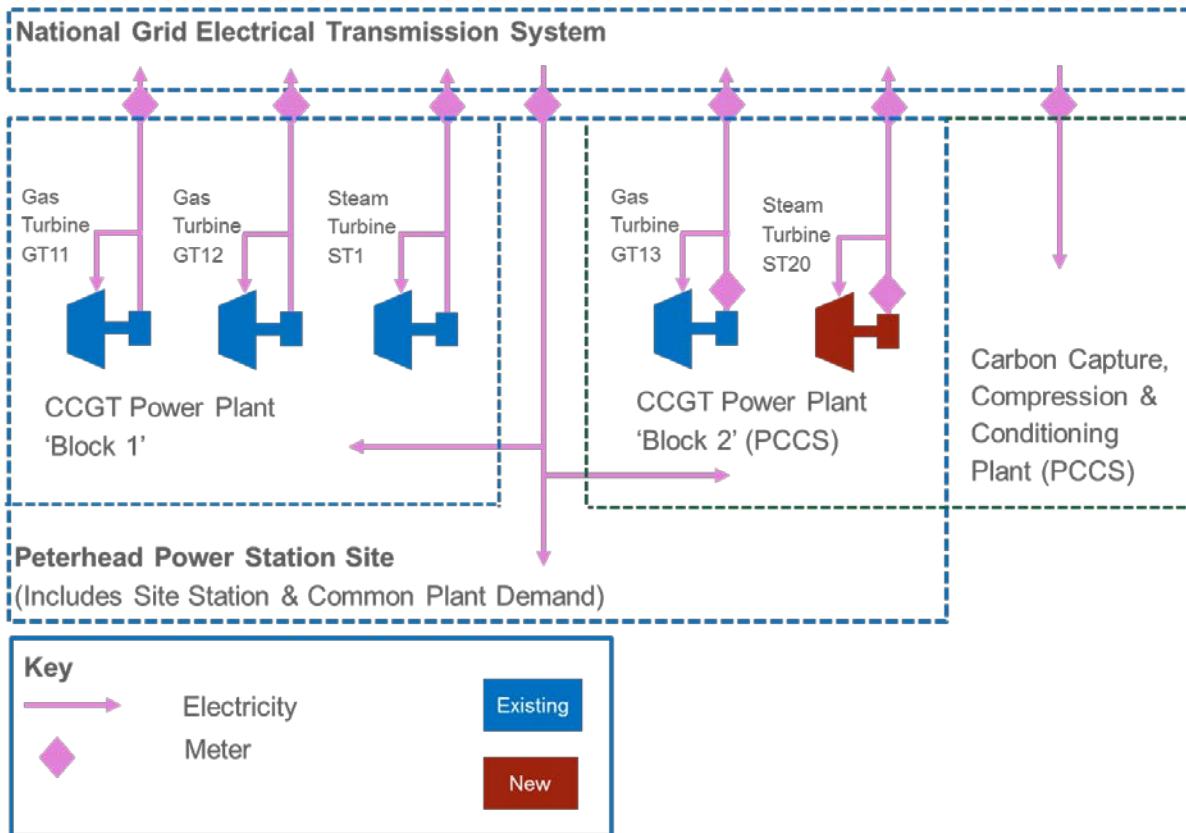 National Grid Electrical Transmission System
Gas
Turbine
GT11
Gas
Turbine
GT12
Steam
Turbine
ST1
Gas
Turbine
GT13
Steam
Turbine
ST20
CCGT Power Plant
‘Block 1’
CCGT Power Plant
‘Block 2’ (PCCS)
Carbon Capture,
Compression &
Conditioning
Plant (PCCS)
Peterhead Power Station Site
(Includes Site Station & Common Plant Demand)
Key
Electricity
Meter
Existing
New